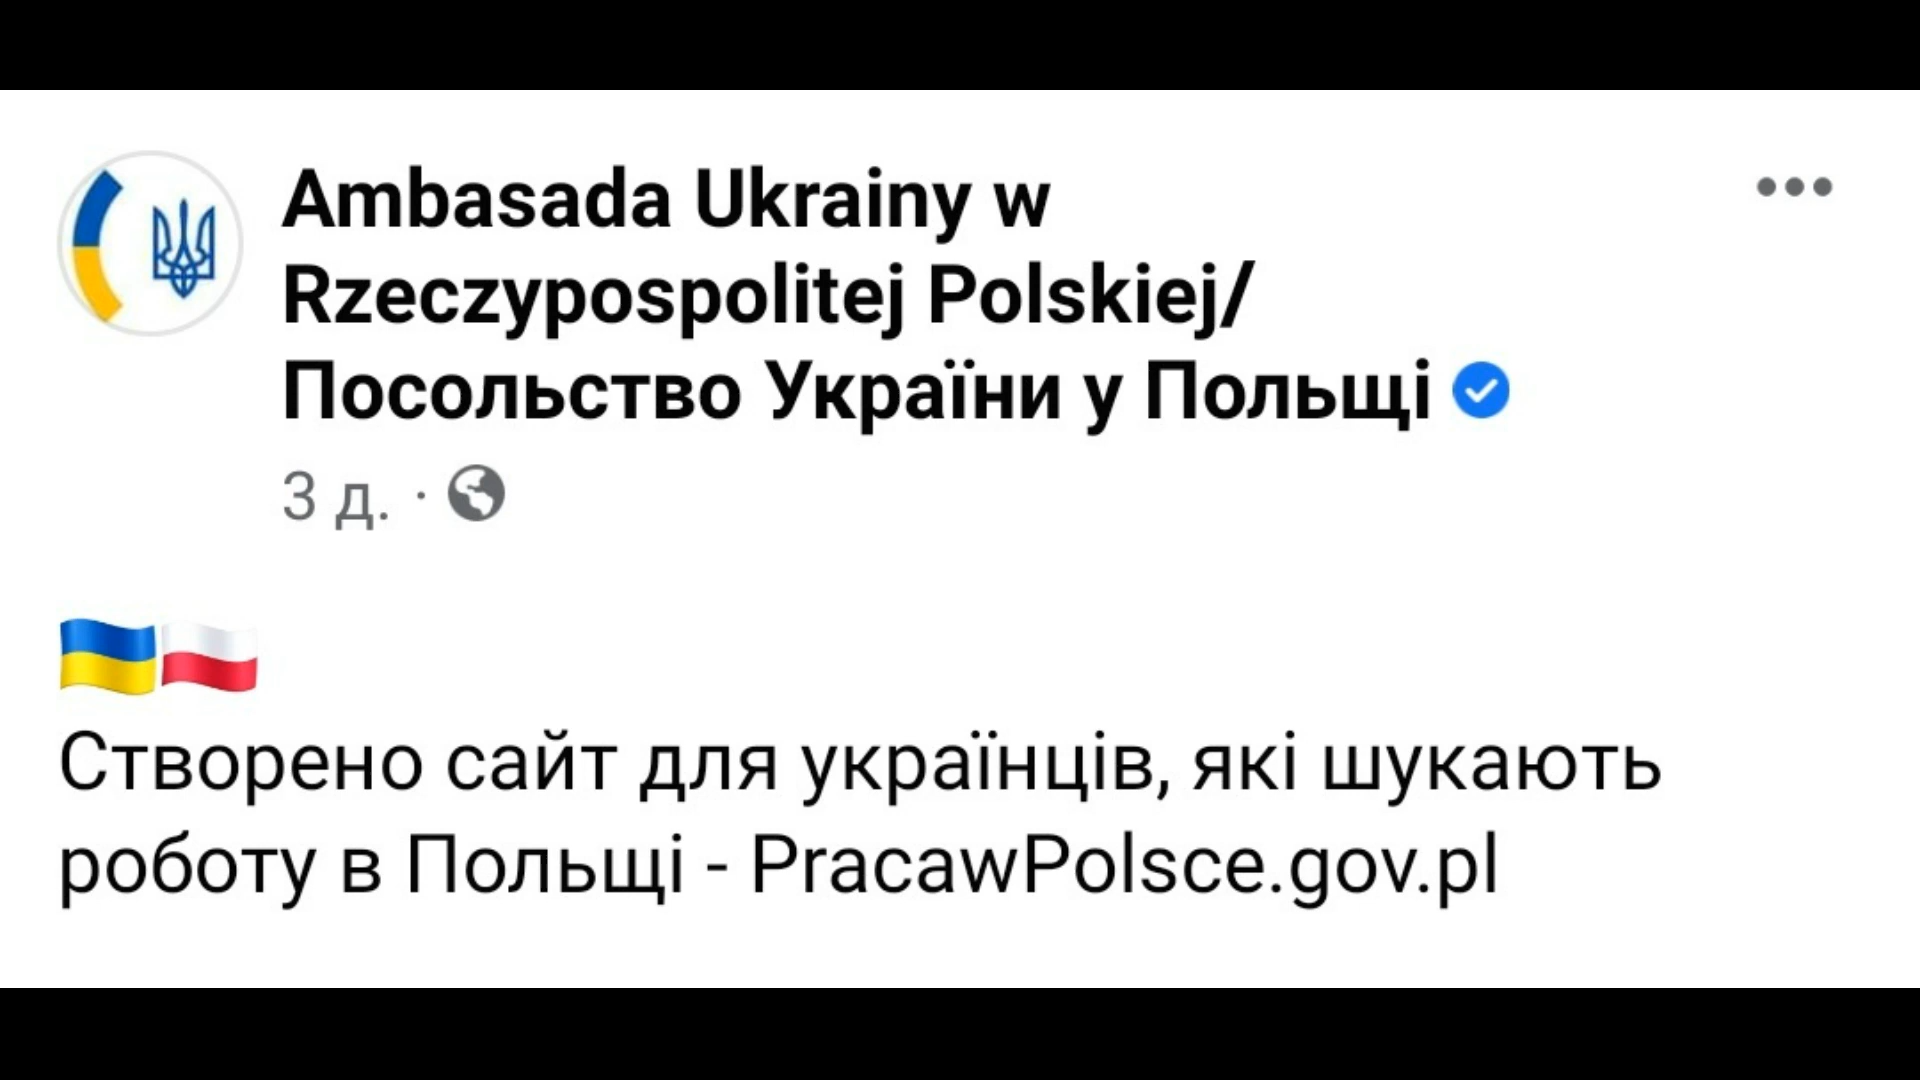 Ambasada Ukrainy w
Rzeczypospolitej Polskiej/
Посольство України у Польщі
3 д. ·
🇺🇦🇵🇱
Створено сайт для українців, які шукають
роботу в Польщі - PracawPolsce.gov.pl